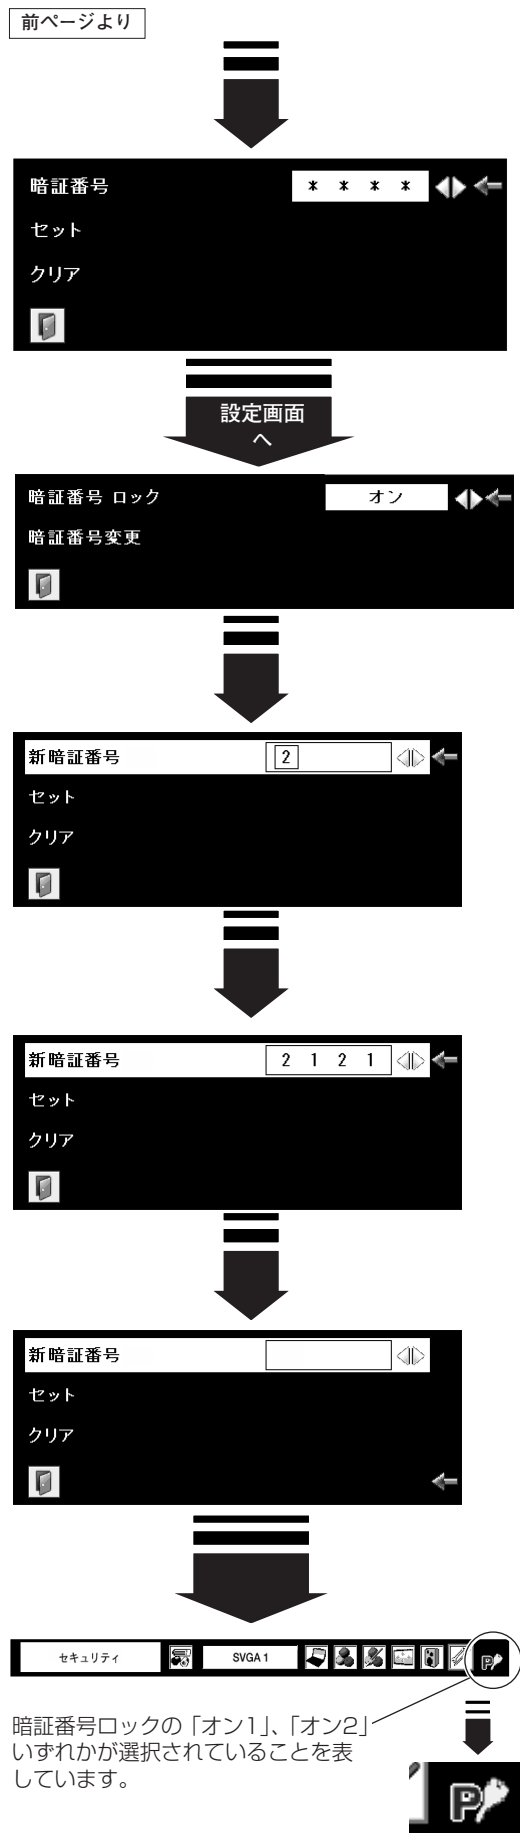 前ページより
暗証番号 * * * *
セット
クリア
設定画面
へ
暗証番号 ロック オン
暗証番号変更
新暗証番号 2
セット
クリア
新暗証番号 2 1 2 1
セット
クリア
新暗証番号
セット
クリア
セキュリティ SVGA 1 P
暗証番号ロックの「オン1」、「オン2」
いずれかが選択されていることを表
しています。
P